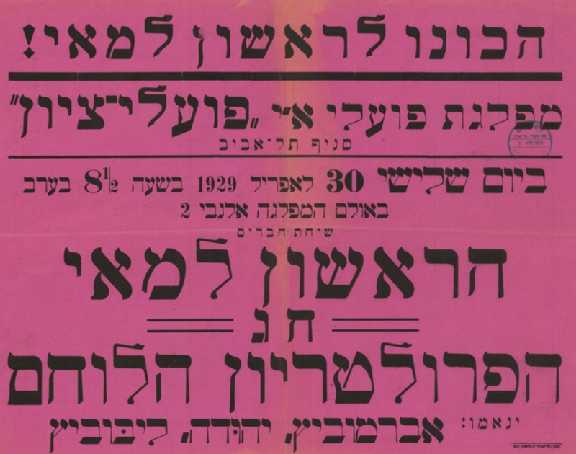 הכונו לראשון למאי!
מפלגת פועלי א״י „פועלי־ציון”
סניף תל־אביב
ביום שלישי 30 לאפריל 1929 בשעה 8½ בערב
באולם המפלגה אלנבי 2
שיחת חברים
הראשון למאי
חג
הפרולטריון הלוחם
ינאמו: אברמוביץ, יהודה, ליבוביץ